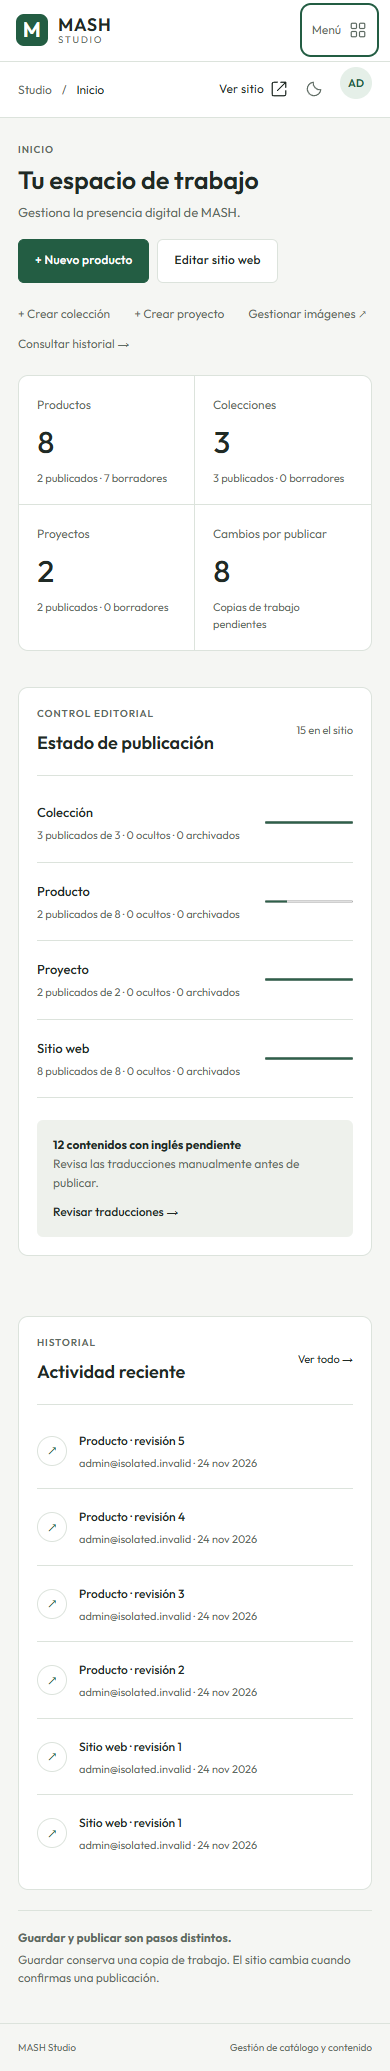 M MASH
STUDIO
Menú
Studio / Inicio
Ver sitio
AD
INICIO
Tu espacio de trabajo
Gestiona la presencia digital de MASH.
+ Nuevo producto
Editar sitio web
+ Crear colección
+ Crear proyecto
Gestionar imágenes ↗
Consultar historial →
Productos
8
2 publicados · 7 borradores
Colecciones
3
3 publicados · 0 borradores
Proyectos
2
2 publicados · 0 borradores
Cambios por publicar
8
Copias de trabajo
pendientes
CONTROL EDITORIAL
Estado de publicación
15 en el sitio
Colección
3 publicados de 3 · 0 ocultos · 0 archivados
Producto
2 publicados de 8 · 0 ocultos · 0 archivados
Proyecto
2 publicados de 2 · 0 ocultos · 0 archivados
Sitio web
8 publicados de 8 · 0 ocultos · 0 archivados
12 contenidos con inglés pendiente
Revisa las traducciones manualmente antes de
publicar.
Revisar traducciones →
HISTORIAL
Actividad reciente
Ver todo →
↗
Producto · revisión 5
admin@isolated.invalid · 24 nov 2026
↗
Producto · revisión 4
admin@isolated.invalid · 24 nov 2026
↗
Producto · revisión 3
admin@isolated.invalid · 24 nov 2026
↗
Producto · revisión 2
admin@isolated.invalid · 24 nov 2026
↗
Sitio web · revisión 1
admin@isolated.invalid · 24 nov 2026
↗
Sitio web · revisión 1
admin@isolated.invalid · 24 nov 2026
Guardar y publicar son pasos distintos.
Guardar conserva una copia de trabajo. El sitio cambia cuando
confirmas una publicación.
MASH Studio
Gestión de catálogo y contenido